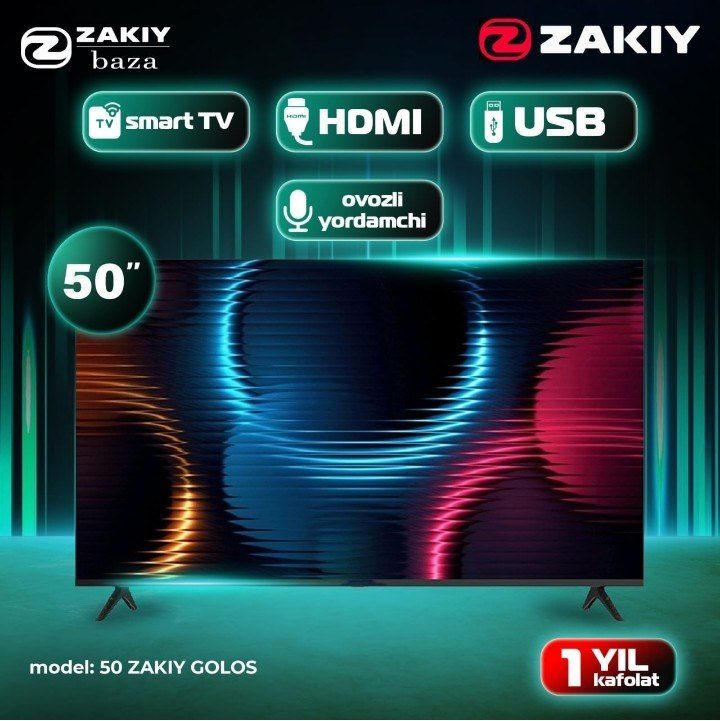 ZAKIY
baza
ZAKIY
TV smart TV
HDMI HDMI
USB
ovozli
yordamchi
50"
model: 50 ZAKIY GOLOS
1 YIL
kafolat